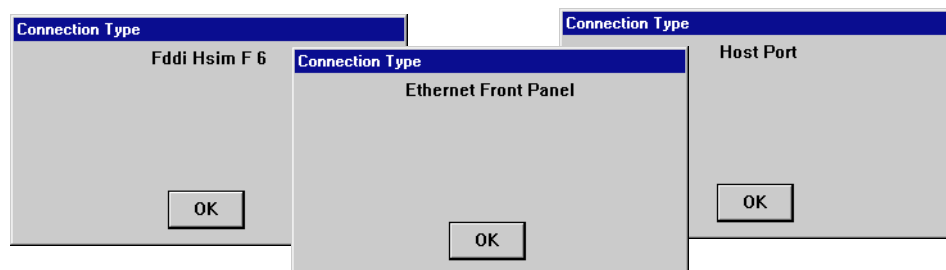 Connection Type
Fddi Hsim F 6
OK
Connection Type
Ethernet Front Panel
OK
Connection Type
Host Port
OK